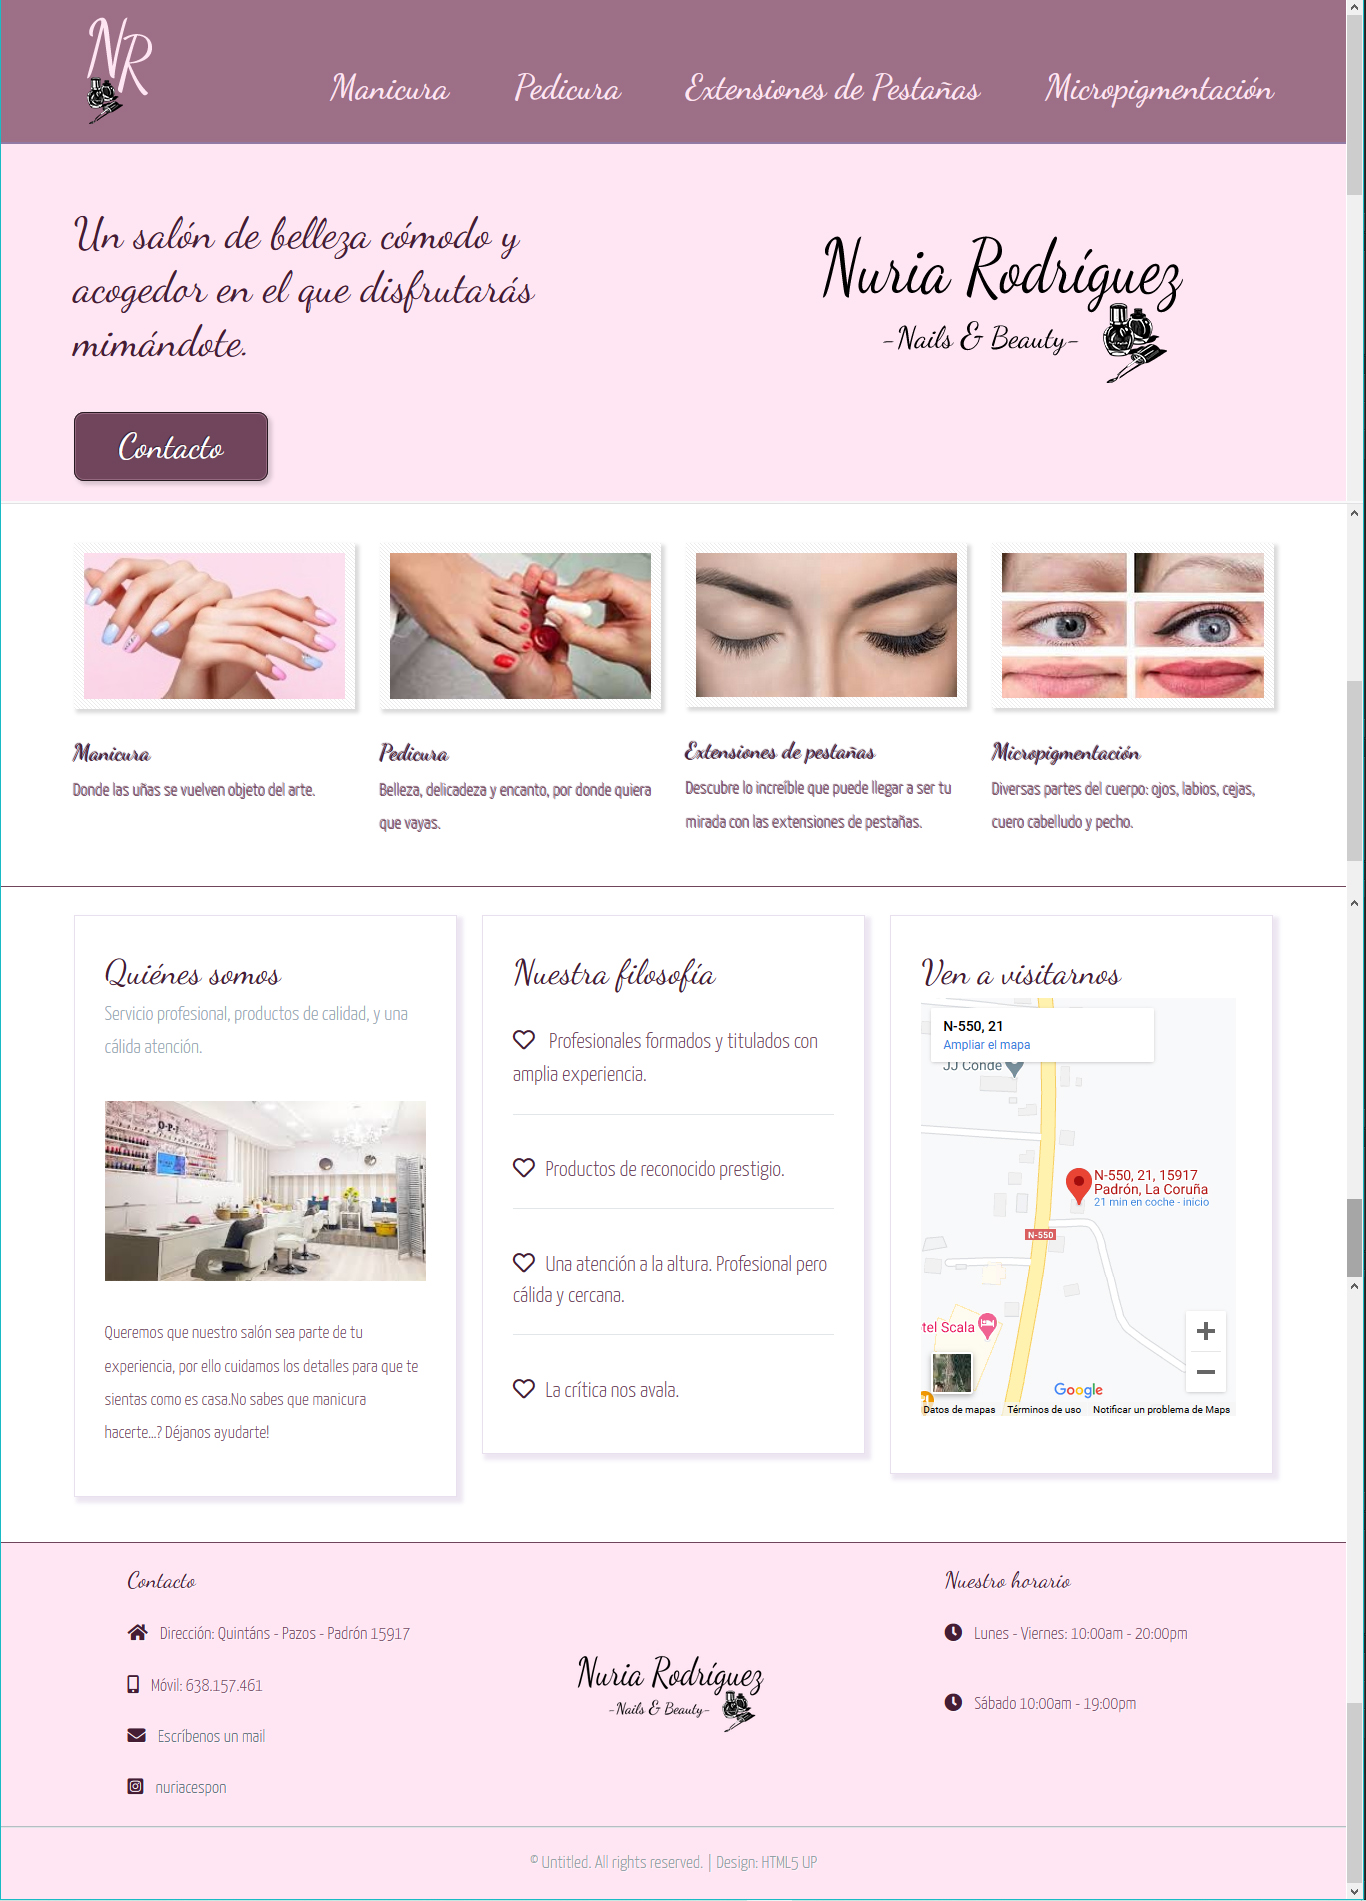 NR
Manicura
Pedicura
Extensiones de Pestañas
Micropigmentación
Un salón de belleza cómodo y
acogedor en el que disfrutarás
mimándote.
Contacto
Nuria Rodríguez
-Nails & Beauty-
Manicura
Donde las uñas se vuelven objeto del arte.
Pedicura
Belleza, delicadeza y encanto, por donde quiera
que vayas.
Extensiones de pestañas
Descubre lo increíble que puede llegar a ser tu
mirada con las extensiones de pestañas.
Micropigmentación
Diversas partes del cuerpo: ojos, labios, cejas,
cuero cabelludo y pecho.
Quiénes somos
Servicio profesional, productos de calidad, y una
cálida atención.
O·P·I
Queremos que nuestro salón sea parte de tu
experiencia, por ello cuidamos los detalles para que te
sientas como es casa.No sabes que manicura
hacerte...? Déjanos ayudarte!
Nuestra filosofía
Profesionales formados y titulados con
amplia experiencia.
Productos de reconocido prestigio.
Una atención a la altura. Profesional pero
cálida y cercana.
La crítica nos avala.
Ven a visitarnos
N-550, 21
Ampliar el mapa
JJ Conde
N-550, 21, 15917
Padrón, La Coruña
21 min en coche - inicio
N-550
tel Scala
Google
Datos de mapas Términos de uso Notificar un problema de Maps
Contacto
Dirección: Quintáns - Pazos - Padrón 15917
Móvil: 638.157.461
Escríbenos un mail
nuriacespon
Nuria Rodríguez
-Nails & Beauty-
Nuestro horario
Lunes - Viernes: 10:00am - 20:00pm
Sábado 10:00am - 19:00pm
© Untitled. All rights reserved. | Design: HTML5 UP